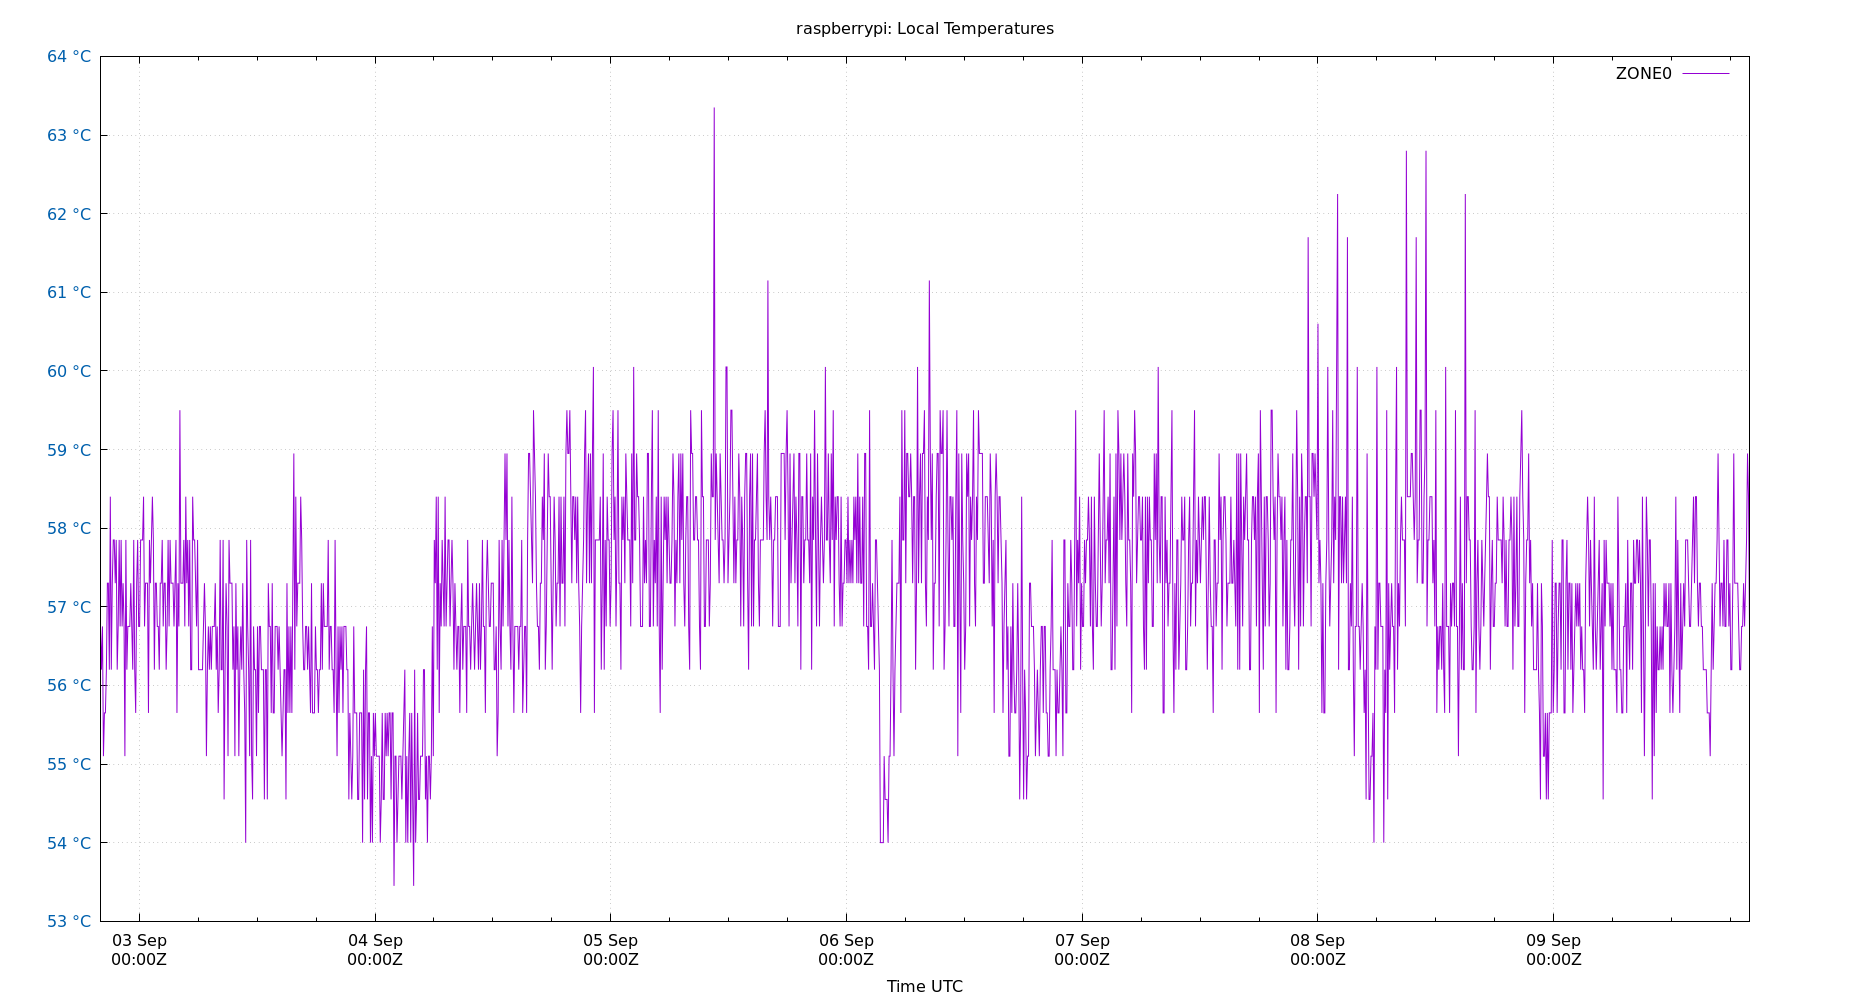 raspberrypi: Local Temperatures
64 °C
ZONE0
63 °C
62 °C
61 °C
60 °C
59 °C
58 °C
57 °C
56 °C
55 °C
54 °C
53 °C
03 Sep 04 Sep 05 Sep 06 Sep 07 Sep 08 Sep 09 Sep
00:00Z 00:00Z 00:00Z 00:00Z 00:00Z 00:00Z 00:00Z
Time UTC